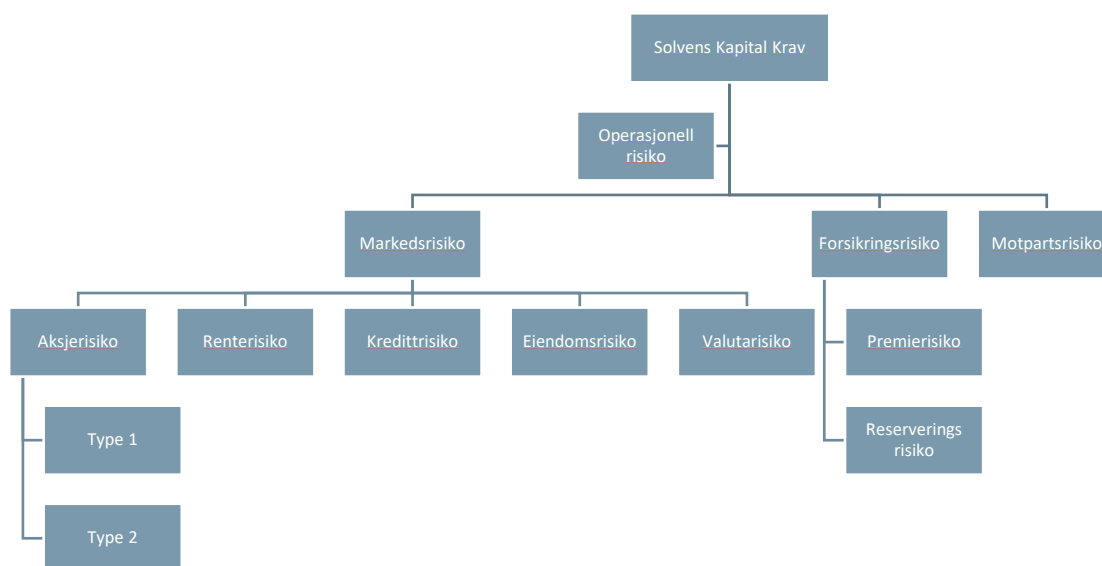 Solvens Kapital Krav
Operasjonell
risiko
Markedsrisiko
Forsikringsrisiko
Motpartsrisiko
Aksjerisiko
Renterisiko
Kredittrisiko
Eiendomsrisiko
Valutarisiko
Premierisiko
Type 1
Reserverings
risiko
Type 2